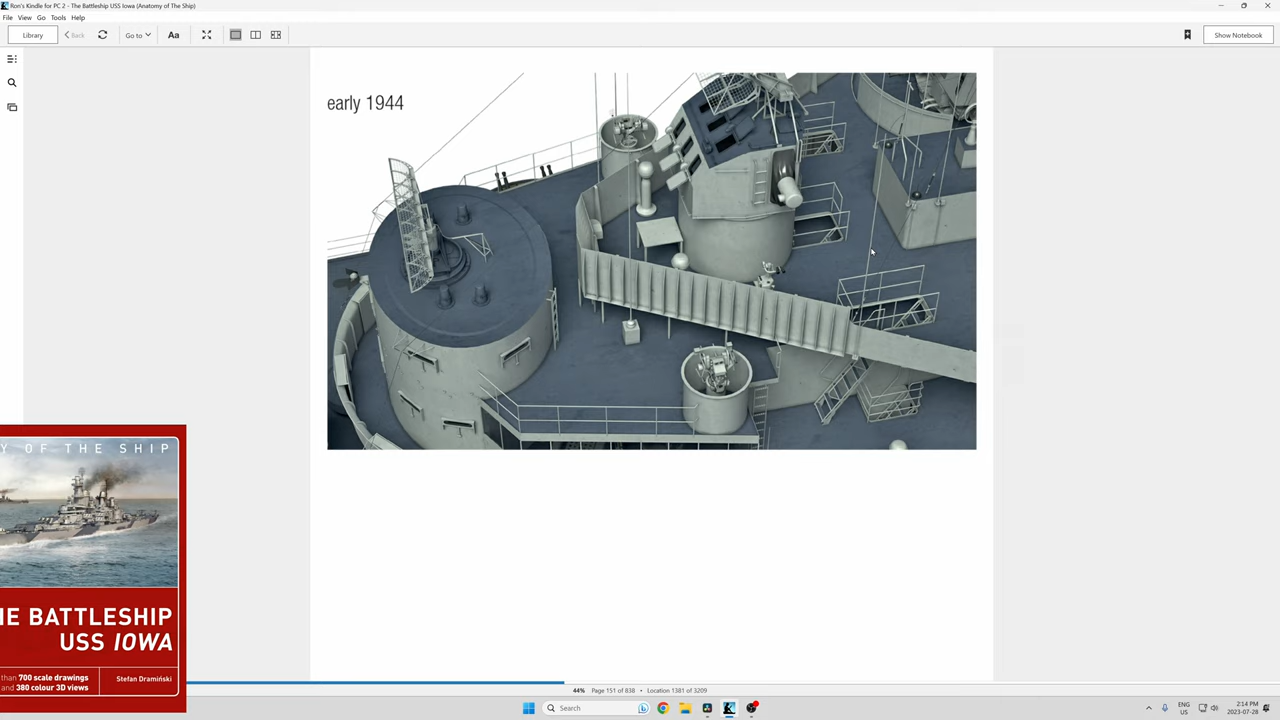 Ron's Kindle for PC 2 - The Battleship USS Iowa (Anatomy of The Ship)
File View Go Tools Help
Library Back Go to Aa Show Notebook
early 1944
Y OF THE SHIP
E BATTLESHIP
USS IOWA
than 700 scale drawings
and 380 colour 3D views
Stefan Dramiński
44% Page 151 of 838 • Location 1381 of 3209
Search
ENG
US
2:14 PM
2023-07-28